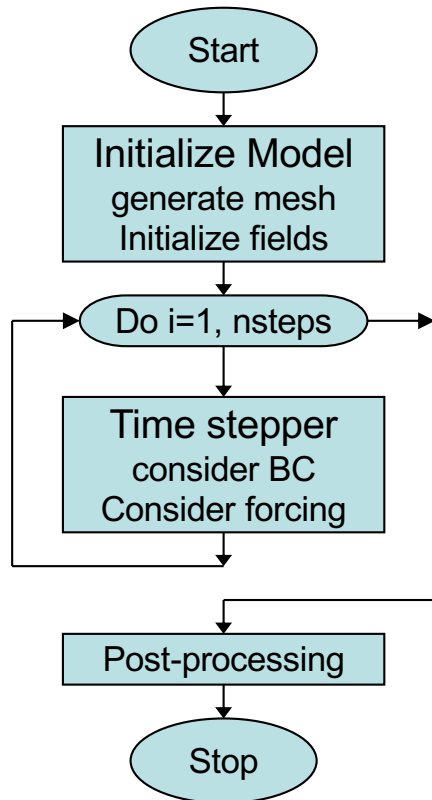 Start
Initialize Model
generate mesh
Initialize fields
Do i=1, nsteps
Time stepper
consider BC
Consider forcing
Post-processing
Stop